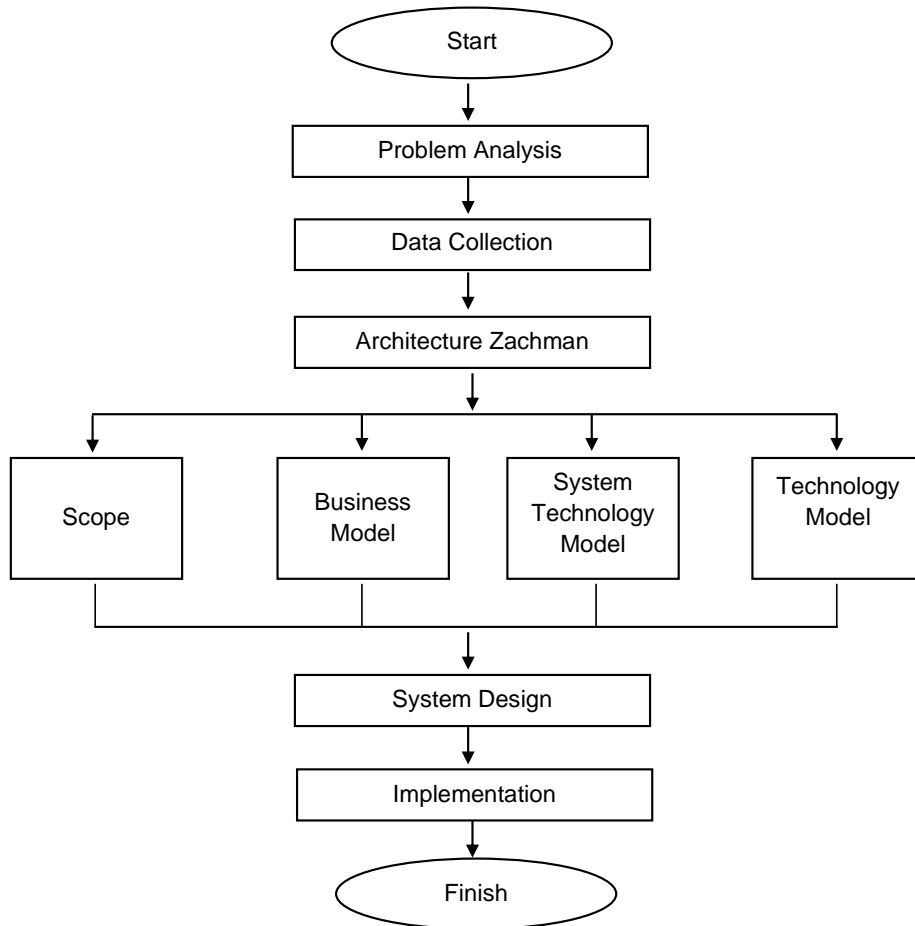 Start
Problem Analysis
Data Collection
Architecture Zachman
Scope
Business
Model
System
Technology
Model
Technology
Model
System Design
Implementation
Finish